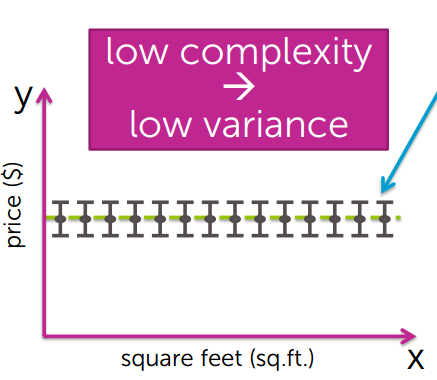 low complexity
→
low variance
y
price ($)
square feet (sq.ft.)
x